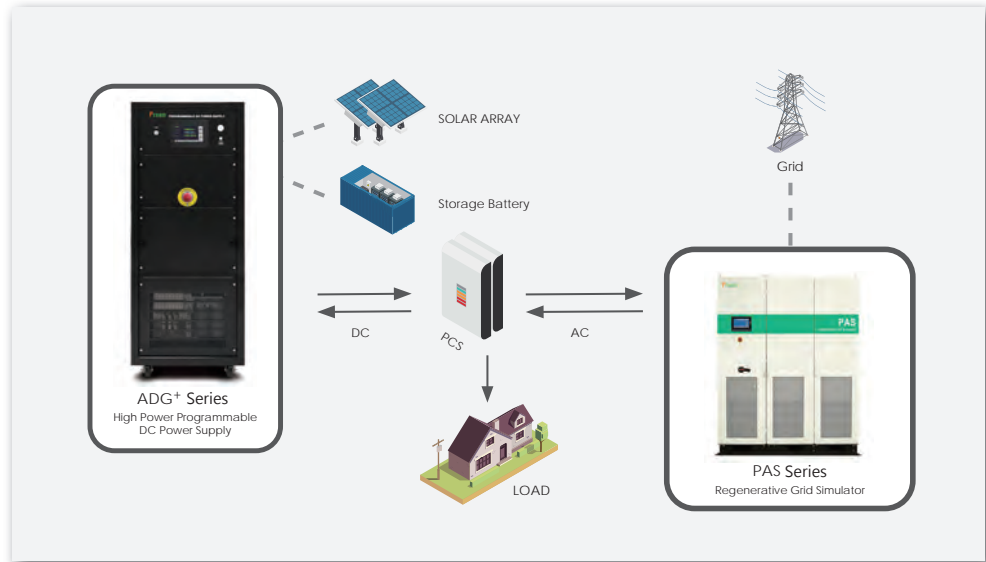 SOLAR ARRAY
Storage Battery
Grid
DC
PCS
AC
PAS
ADG⁺ Series
High Power Programmable
DC Power Supply
LOAD
PAS Series
Regenerative Grid Simulator